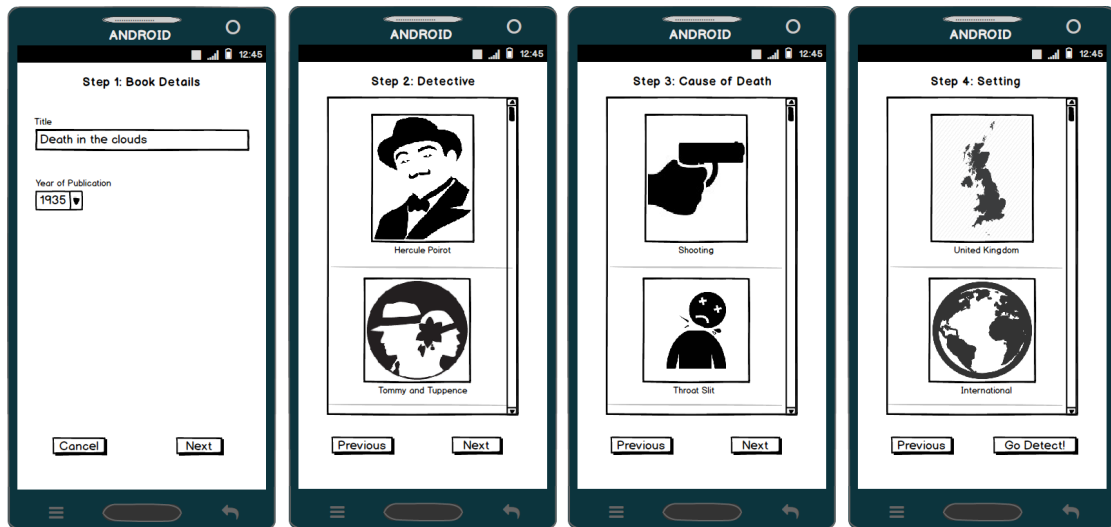 ANDROID
12:45
Step 1: Book Details
Title
Death in the clouds
Year of Publication
1935
Cancel
Next
ANDROID
12:45
Step 2: Detective
Hercule Poirot
Tommy and Tuppence
Previous
Next
ANDROID
12:45
Step 3: Cause of Death
Shooting
Throat Slit
Previous
Next
ANDROID
12:45
Step 4: Setting
United Kingdom
International
Previous
Go Detect!